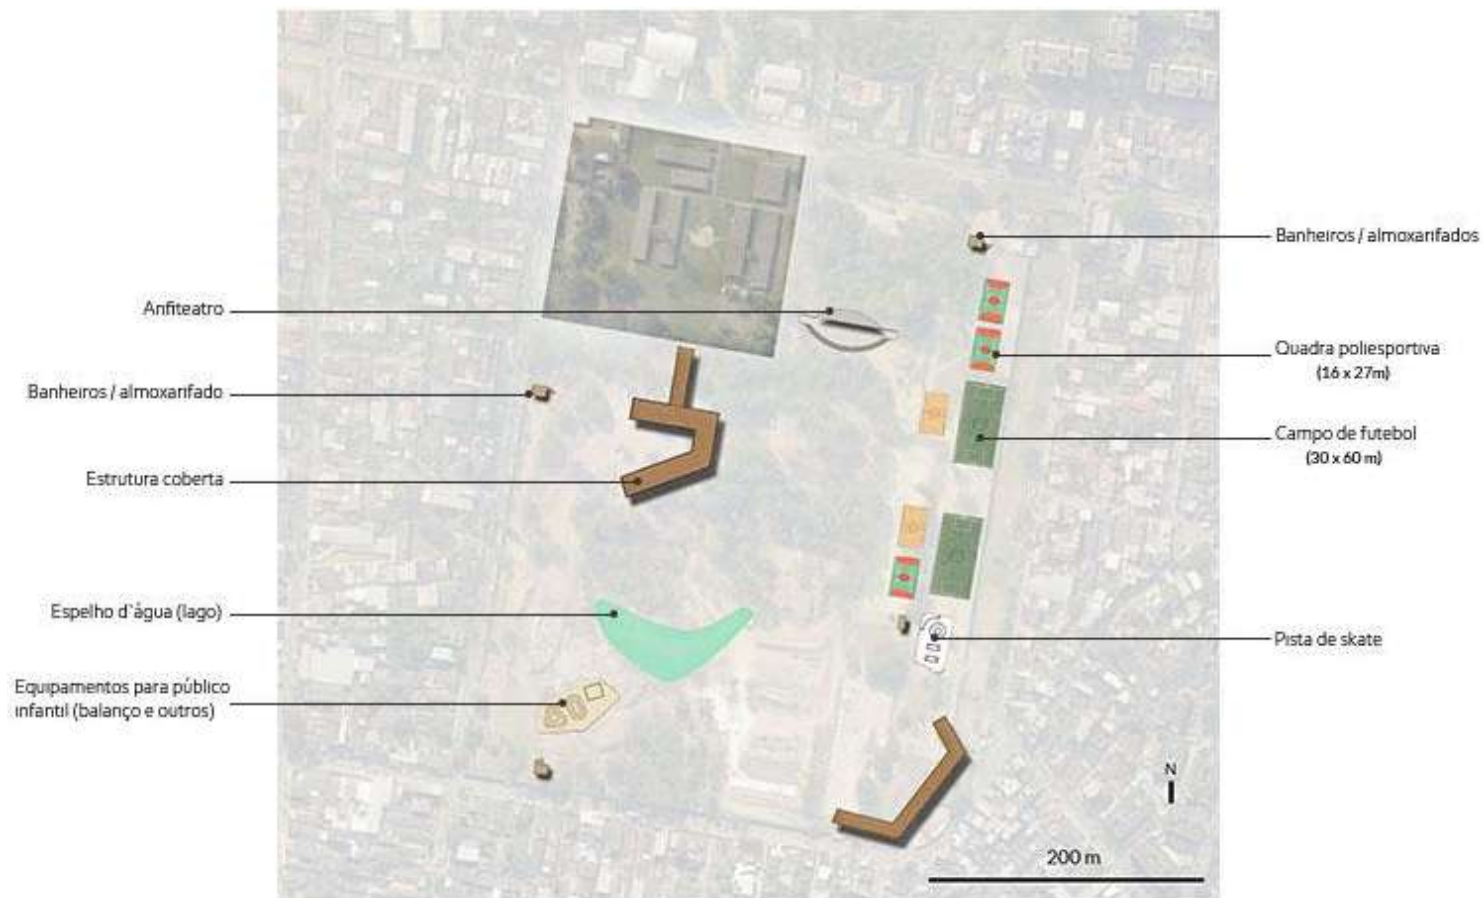 Anfiteatro
Banheiros / almoxarifado
Estrutura coberta
Espelho d`água (lago)
Equipamentos para público
infantil (balanço e outros)
Banheiros / almoxarifados
Quadra poliesportiva
(16 x 27m)
Campo de futebol
(30 x 60 m)
Pista de skate
N
200 m